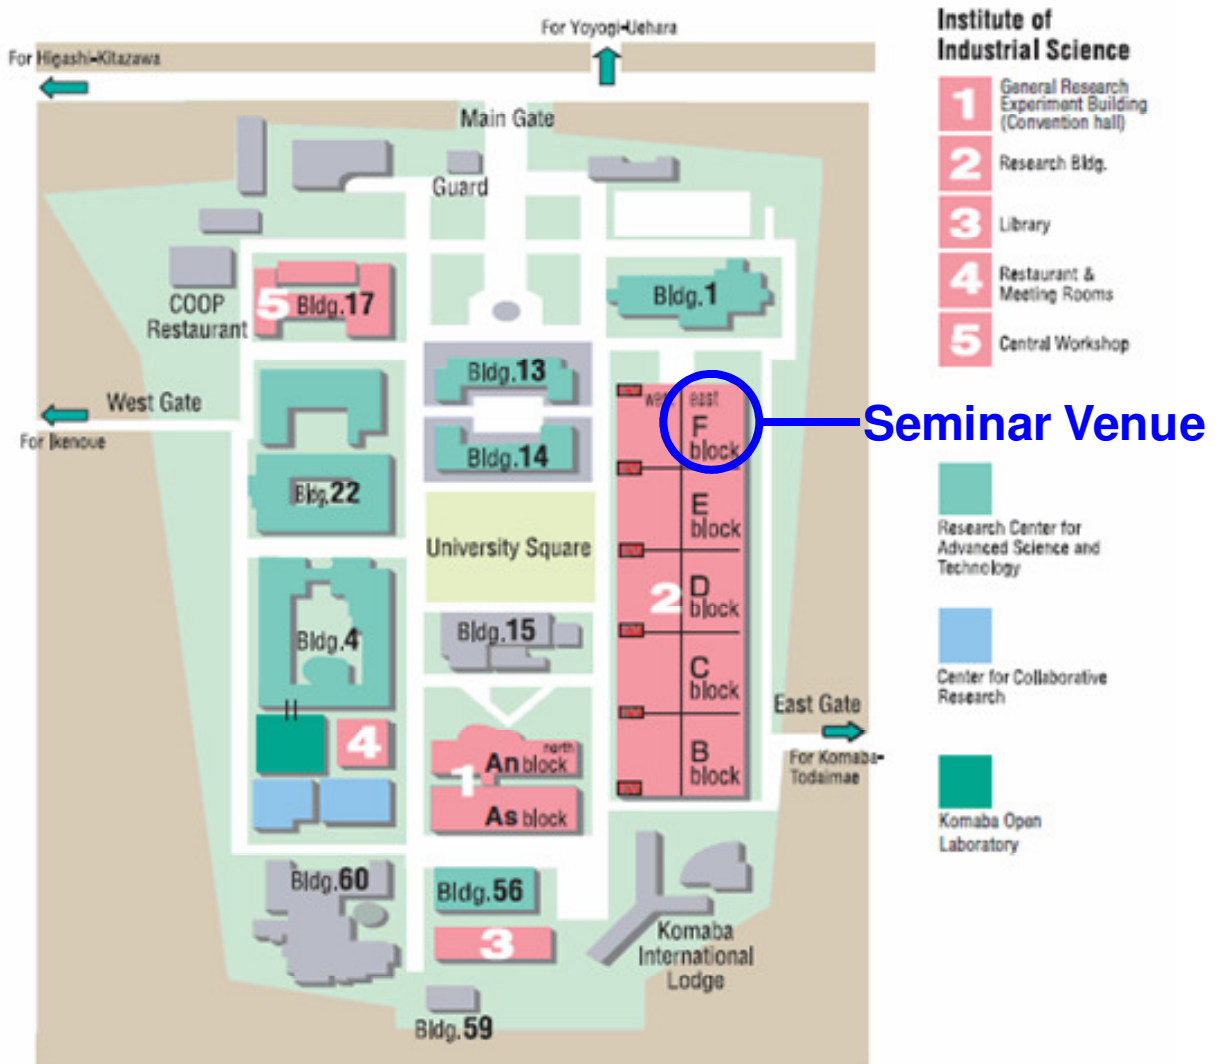 For Yoyogi-Uehara
For Higashi-Kitazawa
Main Gate
Guard
COOP
Restaurant
5 Bldg.17
Bldg.1
West Gate
For Ikenoue
Bldg.13
Bldg.14
Bldg.22
University Square
Bldg.4
Bldg.15
west east
F
block
E
block
2 D
block
C
block
B
block
Seminar Venue
East Gate
For Komaba-
Todaimae
4
north
1 An block
As block
Bldg.60
Bldg.56
3
Bldg.59
Komaba
International
Lodge
Institute of
Industrial Science
1 General Research
Experiment Building
(Convention hall)
2 Research Bldg.
3 Library
4 Restaurant &
Meeting Rooms
5 Central Workshop
Research Center for
Advanced Science and
Technology
Center for Collaborative
Research
Komaba Open
Laboratory